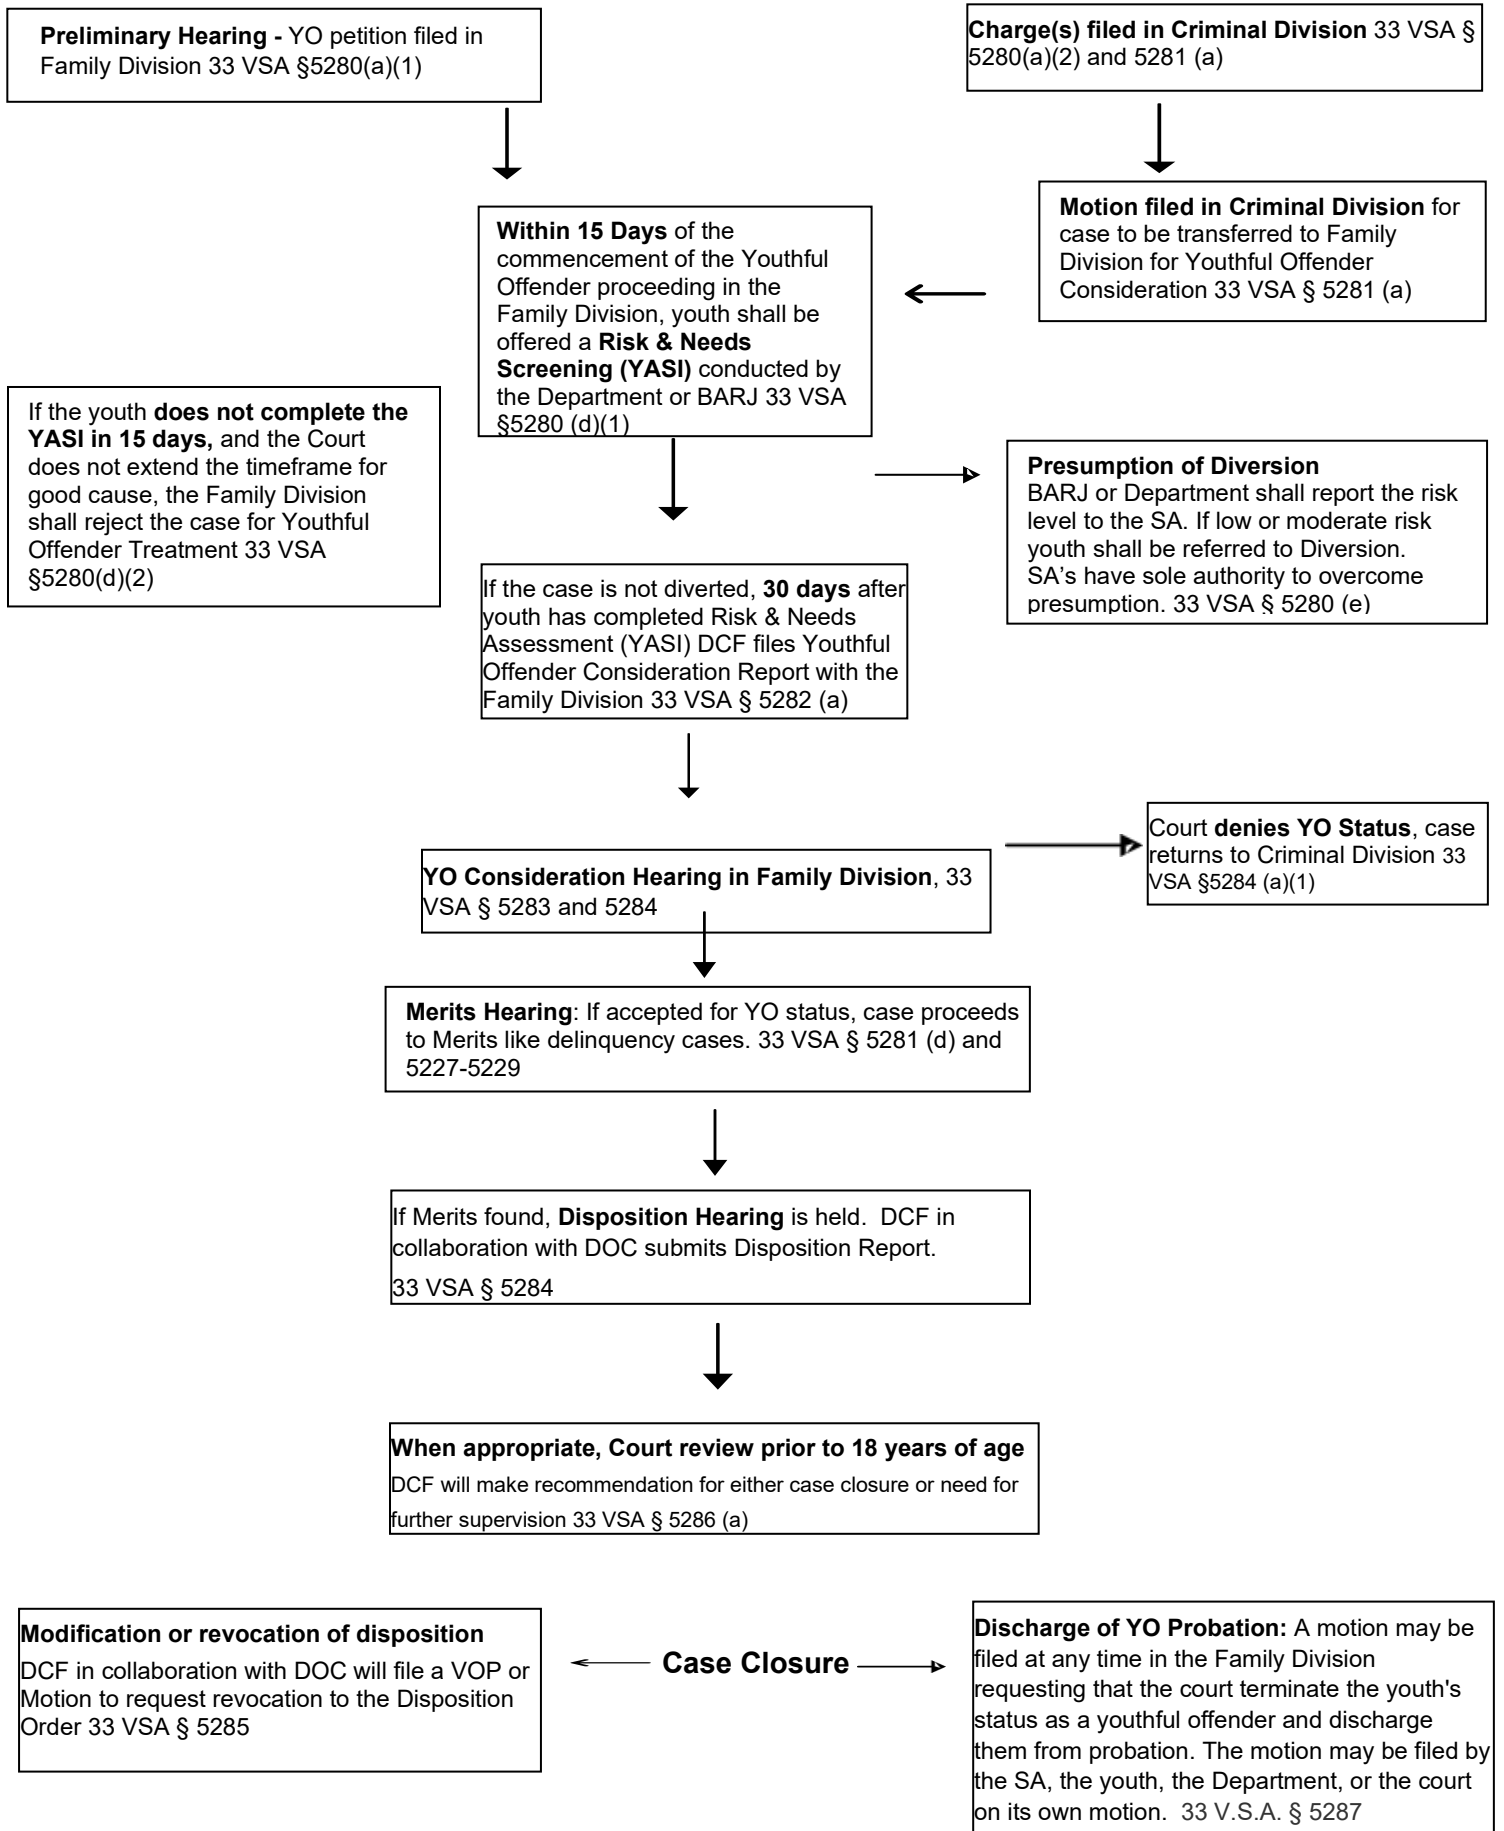 Preliminary Hearing - YO petition filed in
Family Division 33 VSA §5280(a)(1)
Charge(s) filed in Criminal Division 33 VSA §
5280(a)(2) and 5281 (a)
Motion filed in Criminal Division for
case to be transferred to Family
Division for Youthful Offender
Consideration 33 VSA § 5281 (a)
Within 15 Days of the
commencement of the Youthful
Offender proceeding in the
Family Division, youth shall be
offered a Risk & Needs
Screening (YASI) conducted by
the Department or BARJ 33 VSA
§5280 (d)(1)
If the youth does not complete the
YASI in 15 days, and the Court
does not extend the timeframe for
good cause, the Family Division
shall reject the case for Youthful
Offender Treatment 33 VSA
§5280(d)(2)
Presumption of Diversion
BARJ or Department shall report the risk
level to the SA. If low or moderate risk
youth shall be referred to Diversion.
SA's have sole authority to overcome
presumption. 33 VSA § 5280 (e)
If the case is not diverted, 30 days after
youth has completed Risk & Needs
Assessment (YASI) DCF files Youthful
Offender Consideration Report with the
Family Division 33 VSA § 5282 (a)
Court denies YO Status, case
returns to Criminal Division 33
VSA §5284 (a)(1)
YO Consideration Hearing in Family Division, 33
VSA § 5283 and 5284
Merits Hearing: If accepted for YO status, case proceeds
to Merits like delinquency cases. 33 VSA § 5281 (d) and
5227-5229
If Merits found, Disposition Hearing is held.  DCF in
collaboration with DOC submits Disposition Report.
33 VSA § 5284
When appropriate, Court review prior to 18 years of age
DCF will make recommendation for either case closure or need for
further supervision 33 VSA § 5286 (a)
Modification or revocation of disposition
DCF in collaboration with DOC will file a VOP or
Motion to request revocation to the Disposition
Order 33 VSA § 5285
Case Closure
Discharge of YO Probation: A motion may be
filed at any time in the Family Division
requesting that the court terminate the youth's
status as a youthful offender and discharge
them from probation. The motion may be filed by
the SA, the youth, the Department, or the court
on its own motion.  33 V.S.A. § 5287